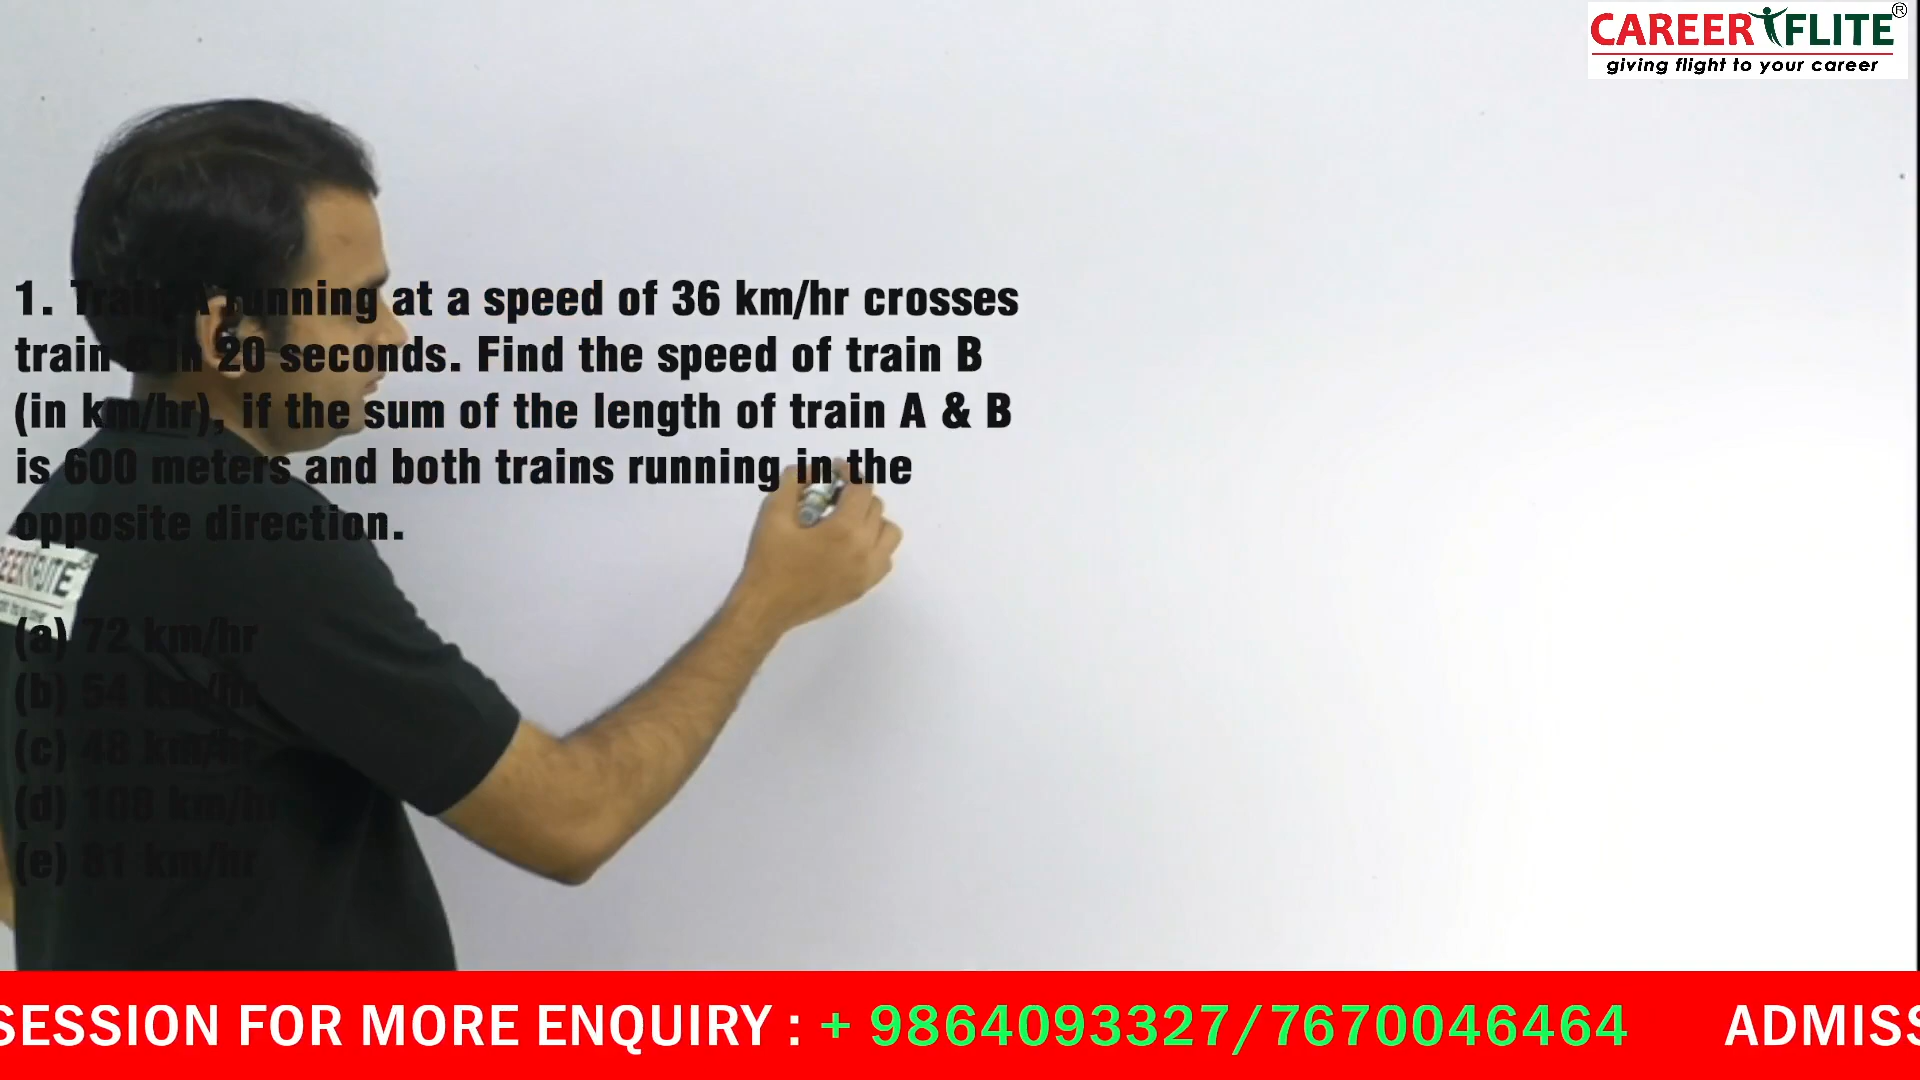 CAREER FLITE®
giving flight to your career
1. Train A running at a speed of 36 km/hr crosses
train B in 20 seconds. Find the speed of train B
(in km/hr), if the sum of the length of train A & B
is 600 meters and both trains running in the
opposite direction.
(a) 72 km/hr
(b) 54 km/hr
(c) 48 km/hr
(d) 108 km/hr
(e) 81 km/hr
SESSION FOR MORE ENQUIRY : + 9864093327/7670046464 ADMISS